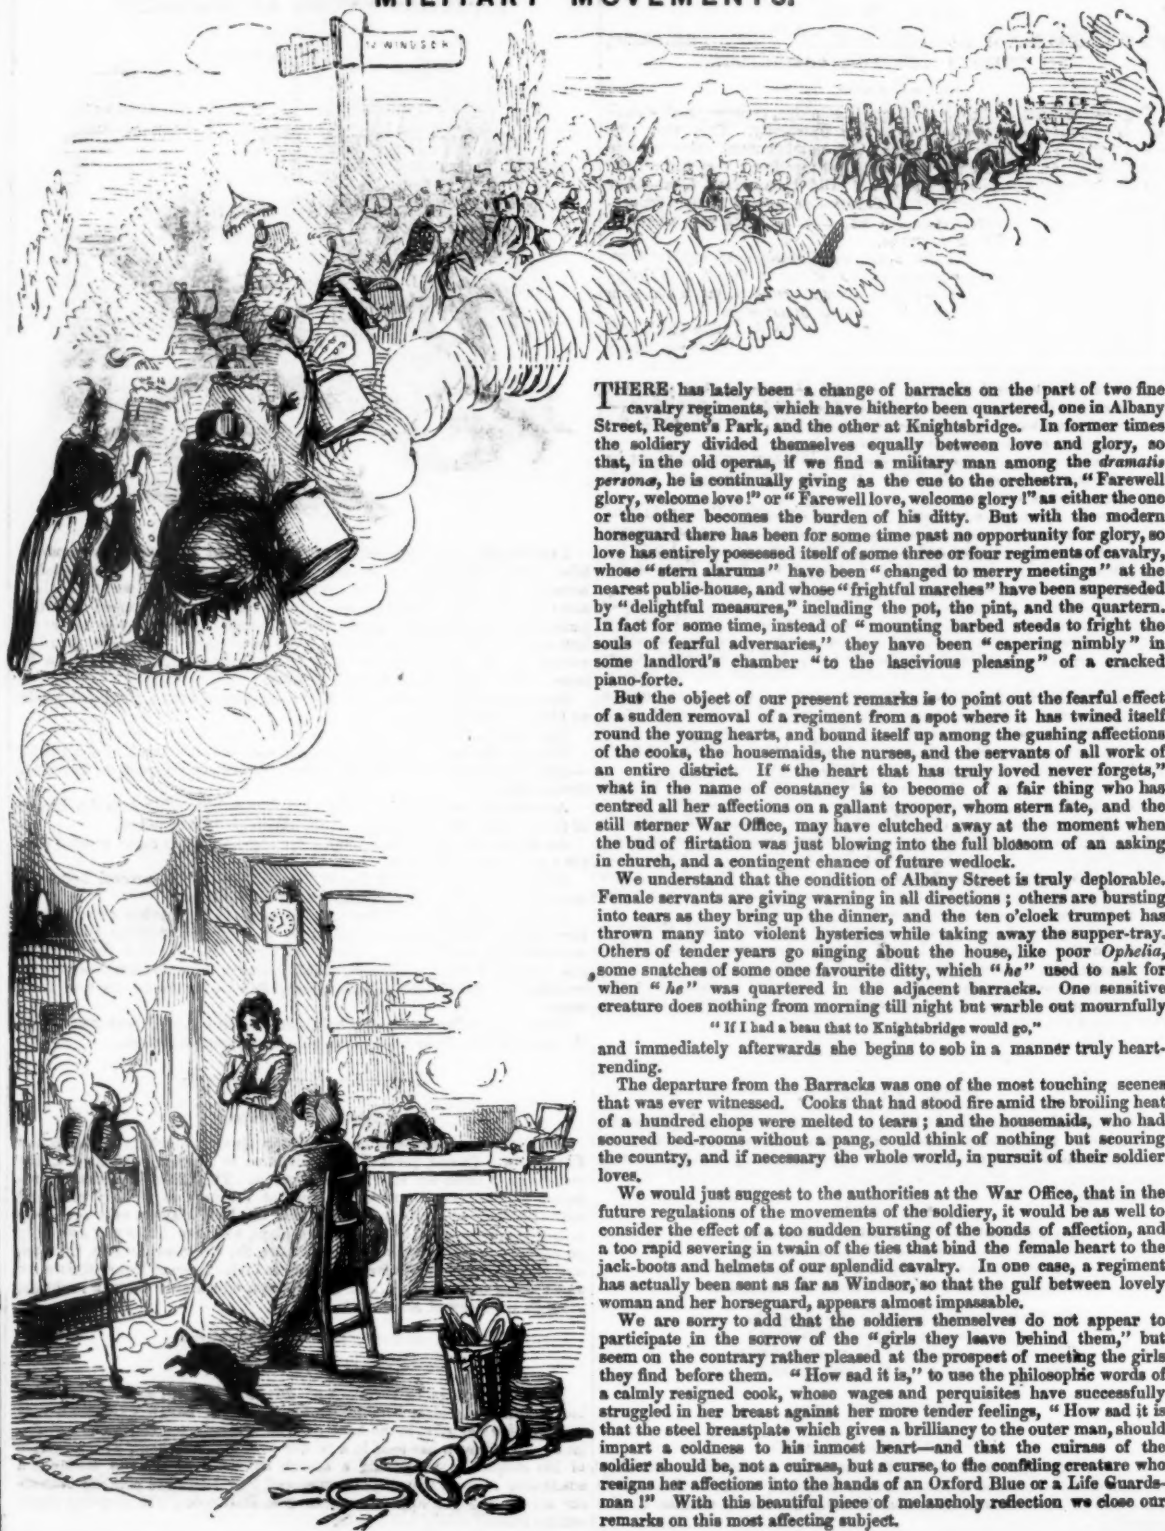 MILITARY MOVEMENTS.
WINDSOR
THERE has lately been a change of barracks on the part of two fine
cavalry regiments, which have hitherto been quartered, one in Albany
Street, Regent's Park, and the other at Knightsbridge. In former times
the soldiery divided themselves equally between love and glory, so
that, in the old operas, if we find a military man among the dramatis
personæ, he is continually giving as the cue to the orchestra, "Farewell
glory, welcome love!" or "Farewell love, welcome glory!" as either the one
or the other becomes the burden of his ditty. But with the modern
horseguard there has been for some time past no opportunity for glory, so
love has entirely possessed itself of some three or four regiments of cavalry,
whose "stern alarums" have been "changed to merry meetings" at the
nearest public-house, and whose "frightful marches" have been superseded
by "delightful measures," including the pot, the pint, and the quartern.
In fact for some time, instead of "mounting barbed steeds to fright the
souls of fearful adversaries," they have been "capering nimbly" in
some landlord's chamber "to the lascivious pleasing" of a cracked
piano-forte.
But the object of our present remarks is to point out the fearful effect
of a sudden removal of a regiment from a spot where it has twined itself
round the young hearts, and bound itself up among the gushing affections
of the cooks, the housemaids, the nurses, and the servants of all work of
an entire district. If "the heart that has truly loved never forgets,"
what in the name of constancy is to become of a fair thing who has
centred all her affections on a gallant trooper, whom stern fate, and the
still sterner War Office, may have clutched away at the moment when
the bud of flirtation was just blowing into the full blossom of an asking
in church, and a contingent chance of future wedlock.
We understand that the condition of Albany Street is truly deplorable.
Female servants are giving warning in all directions; others are bursting
into tears as they bring up the dinner, and the ten o'clock trumpet has
thrown many into violent hysterics while taking away the supper-tray.
Others of tender years go singing about the house, like poor Ophelia,
some snatches of some once favourite ditty, which "he" used to ask for
when "he" was quartered in the adjacent barracks. One sensitive
creature does nothing from morning till night but warble out mournfully
"If I had a beau that to Knightsbridge would go,"
and immediately afterwards she begins to sob in a manner truly heart-
rending.
The departure from the Barracks was one of the most touching scenes
that was ever witnessed. Cooks that had stood fire amid the broiling heat
of a hundred chops were melted to tears; and the housemaids, who had
scoured bed-rooms without a pang, could think of nothing but scouring
the country, and if necessary the whole world, in pursuit of their soldier
loves.
We would just suggest to the authorities at the War Office, that in the
future regulations of the movements of the soldiery, it would be as well to
consider the effect of a too sudden bursting of the bonds of affection, and
a too rapid severing in twain of the ties that bind the female heart to the
jack-boots and helmets of our splendid cavalry. In one case, a regiment
has actually been sent as far as Windsor, so that the gulf between lovely
woman and her horseguard, appears almost impassable.
We are sorry to add that the soldiers themselves do not appear to
participate in the sorrow of the "girls they leave behind them," but
seem on the contrary rather pleased at the prospect of meeting the girls
they find before them. "How sad it is," to use the philosophic words of
a calmly resigned cook, whose wages and perquisites have successfully
struggled in her breast against her more tender feelings, "How sad it is
that the steel breastplate which gives a brilliancy to the outer man, should
impart a coldness to his inmost heart—and that the cuirass of the
soldier should be, not a cuirass, but a curse, to the confiding creature who
resigns her affections into the hands of an Oxford Blue or a Life Guards-
man!" With this beautiful piece of melancholy reflection we close our
remarks on this most affecting subject.